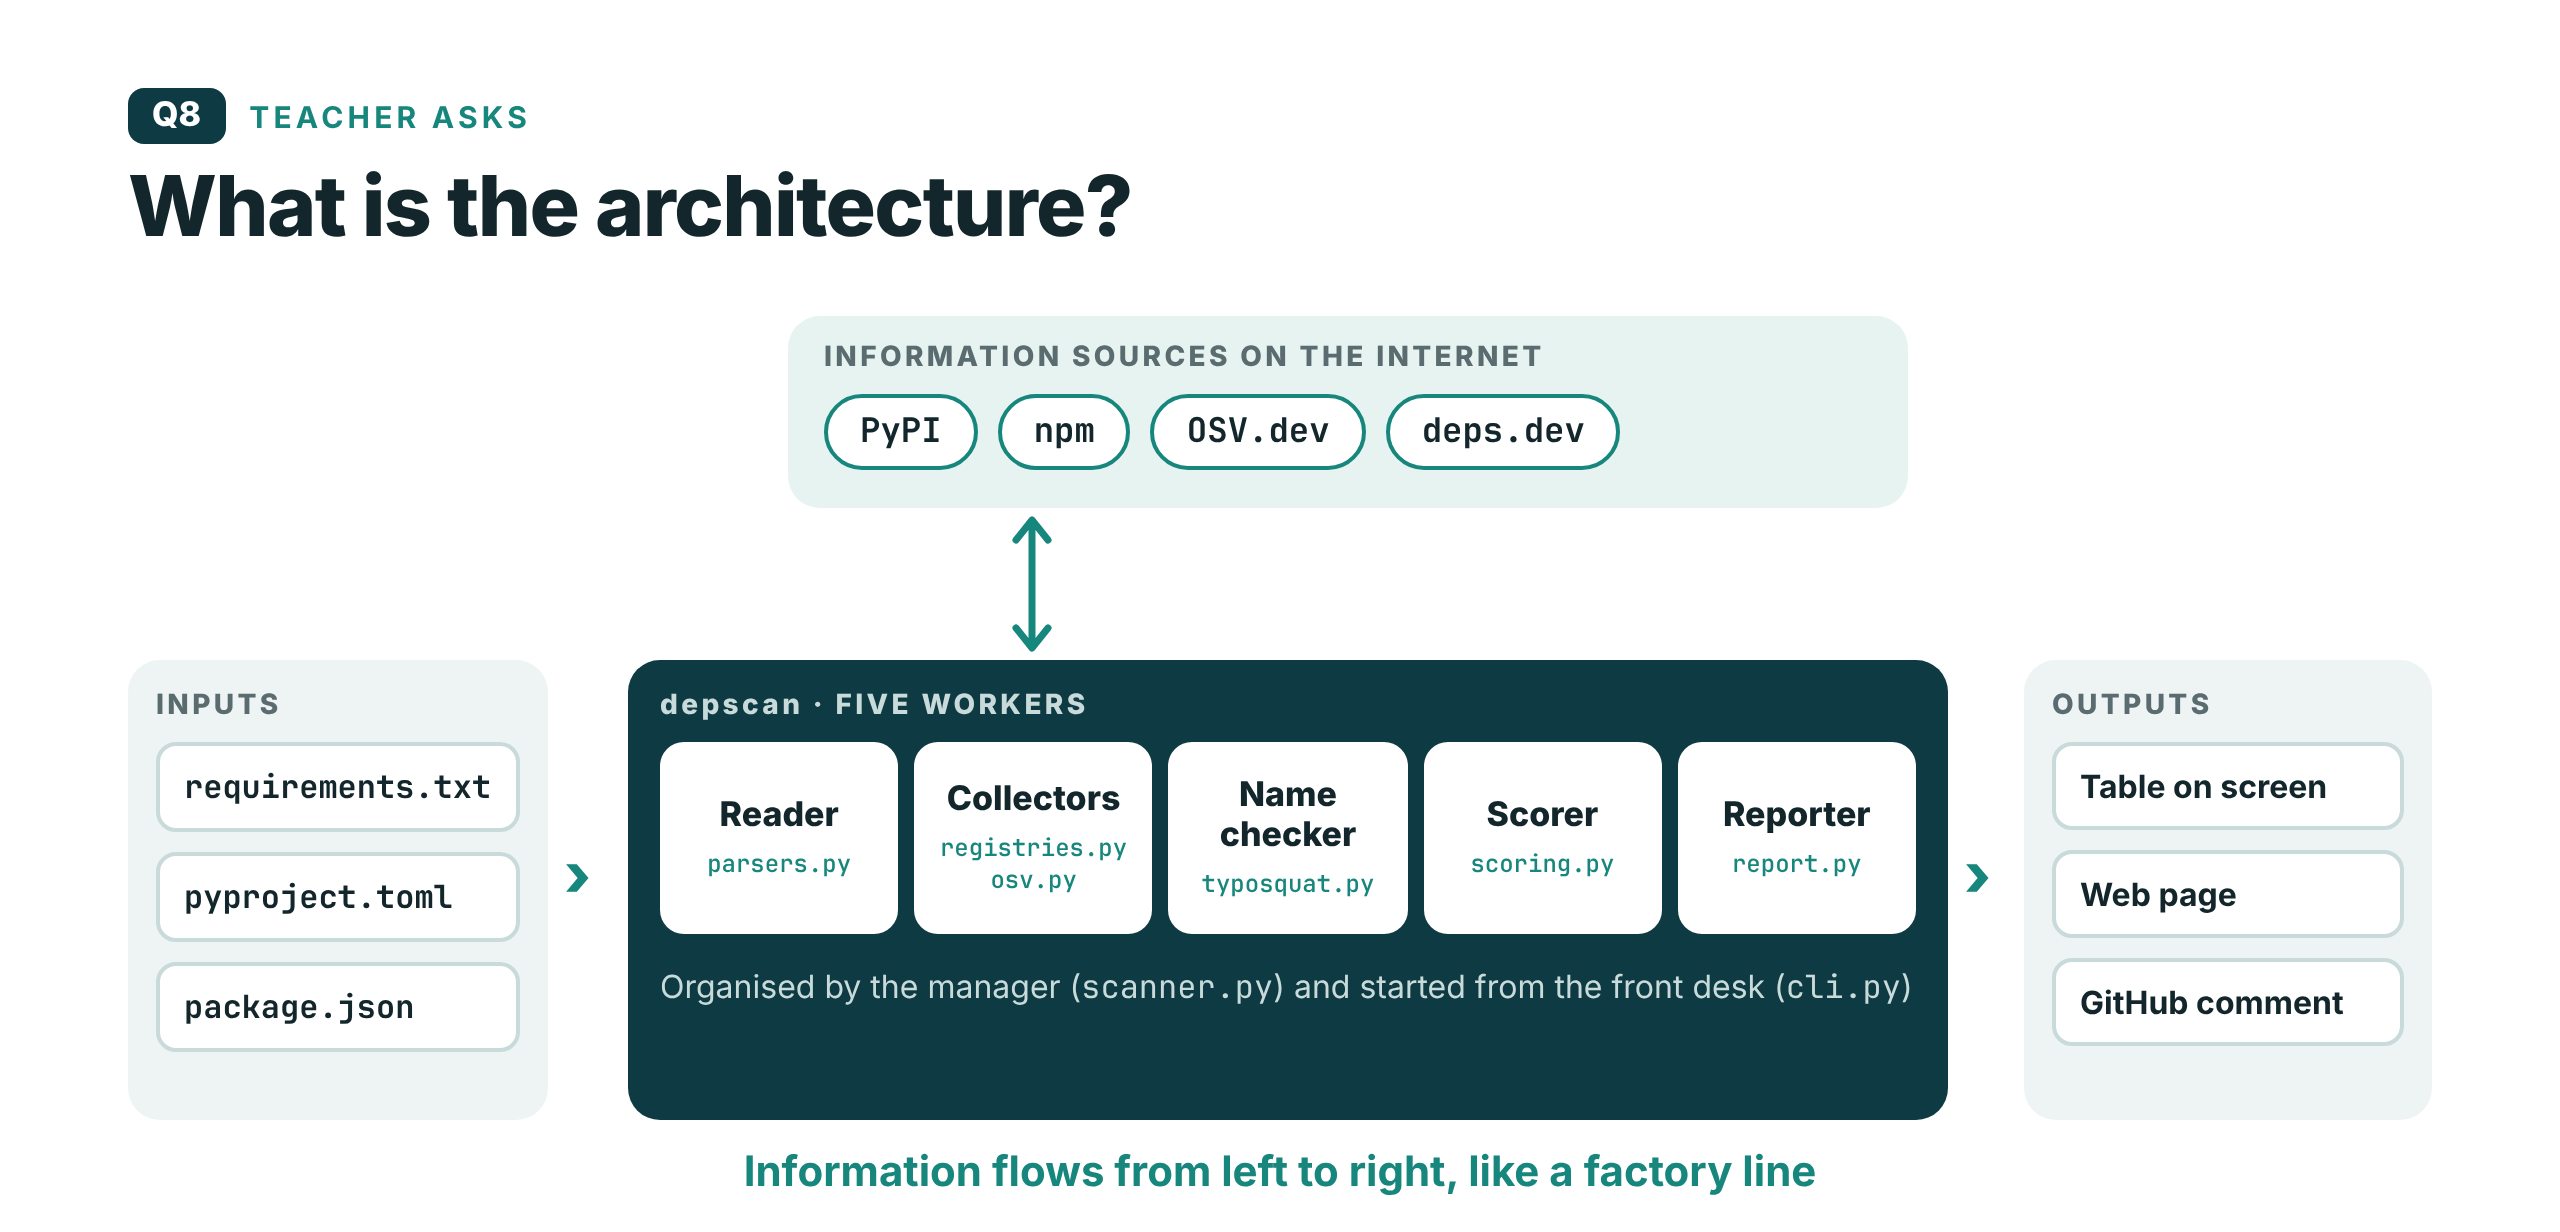 Q8 TEACHER ASKS
What is the architecture?
INFORMATION SOURCES ON THE INTERNET
PyPI npm OSV.dev deps.dev
INPUTS
requirements.txt
pyproject.toml
package.json
›
depscan · FIVE WORKERS
Reader
parsers.py
Collectors
registries.py
osv.py
Name
checker
typosquat.py
Scorer
scoring.py
Reporter
report.py
Organised by the manager (scanner.py) and started from the front desk (cli.py)
›
OUTPUTS
Table on screen
Web page
GitHub comment
Information flows from left to right, like a factory line